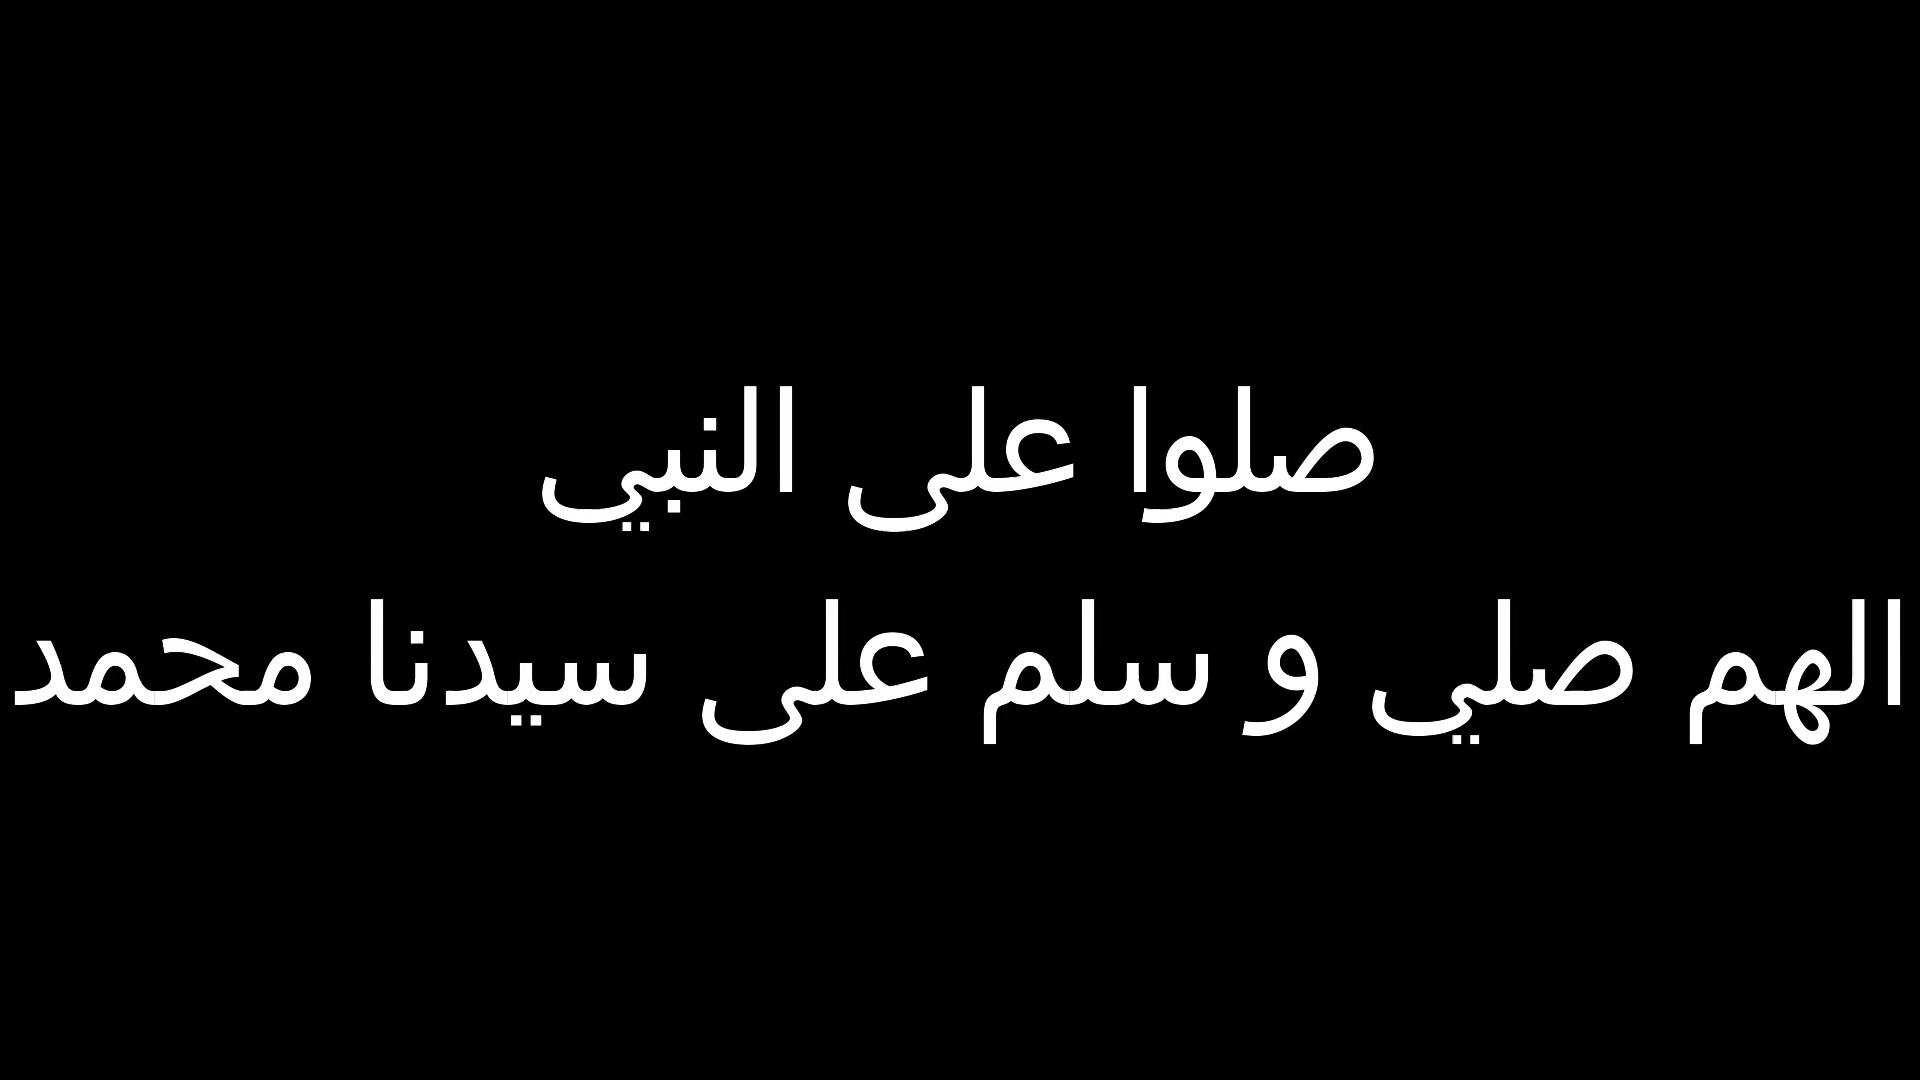 صلوا على النبي
الهم صلي و سلم على سيدنا محمد